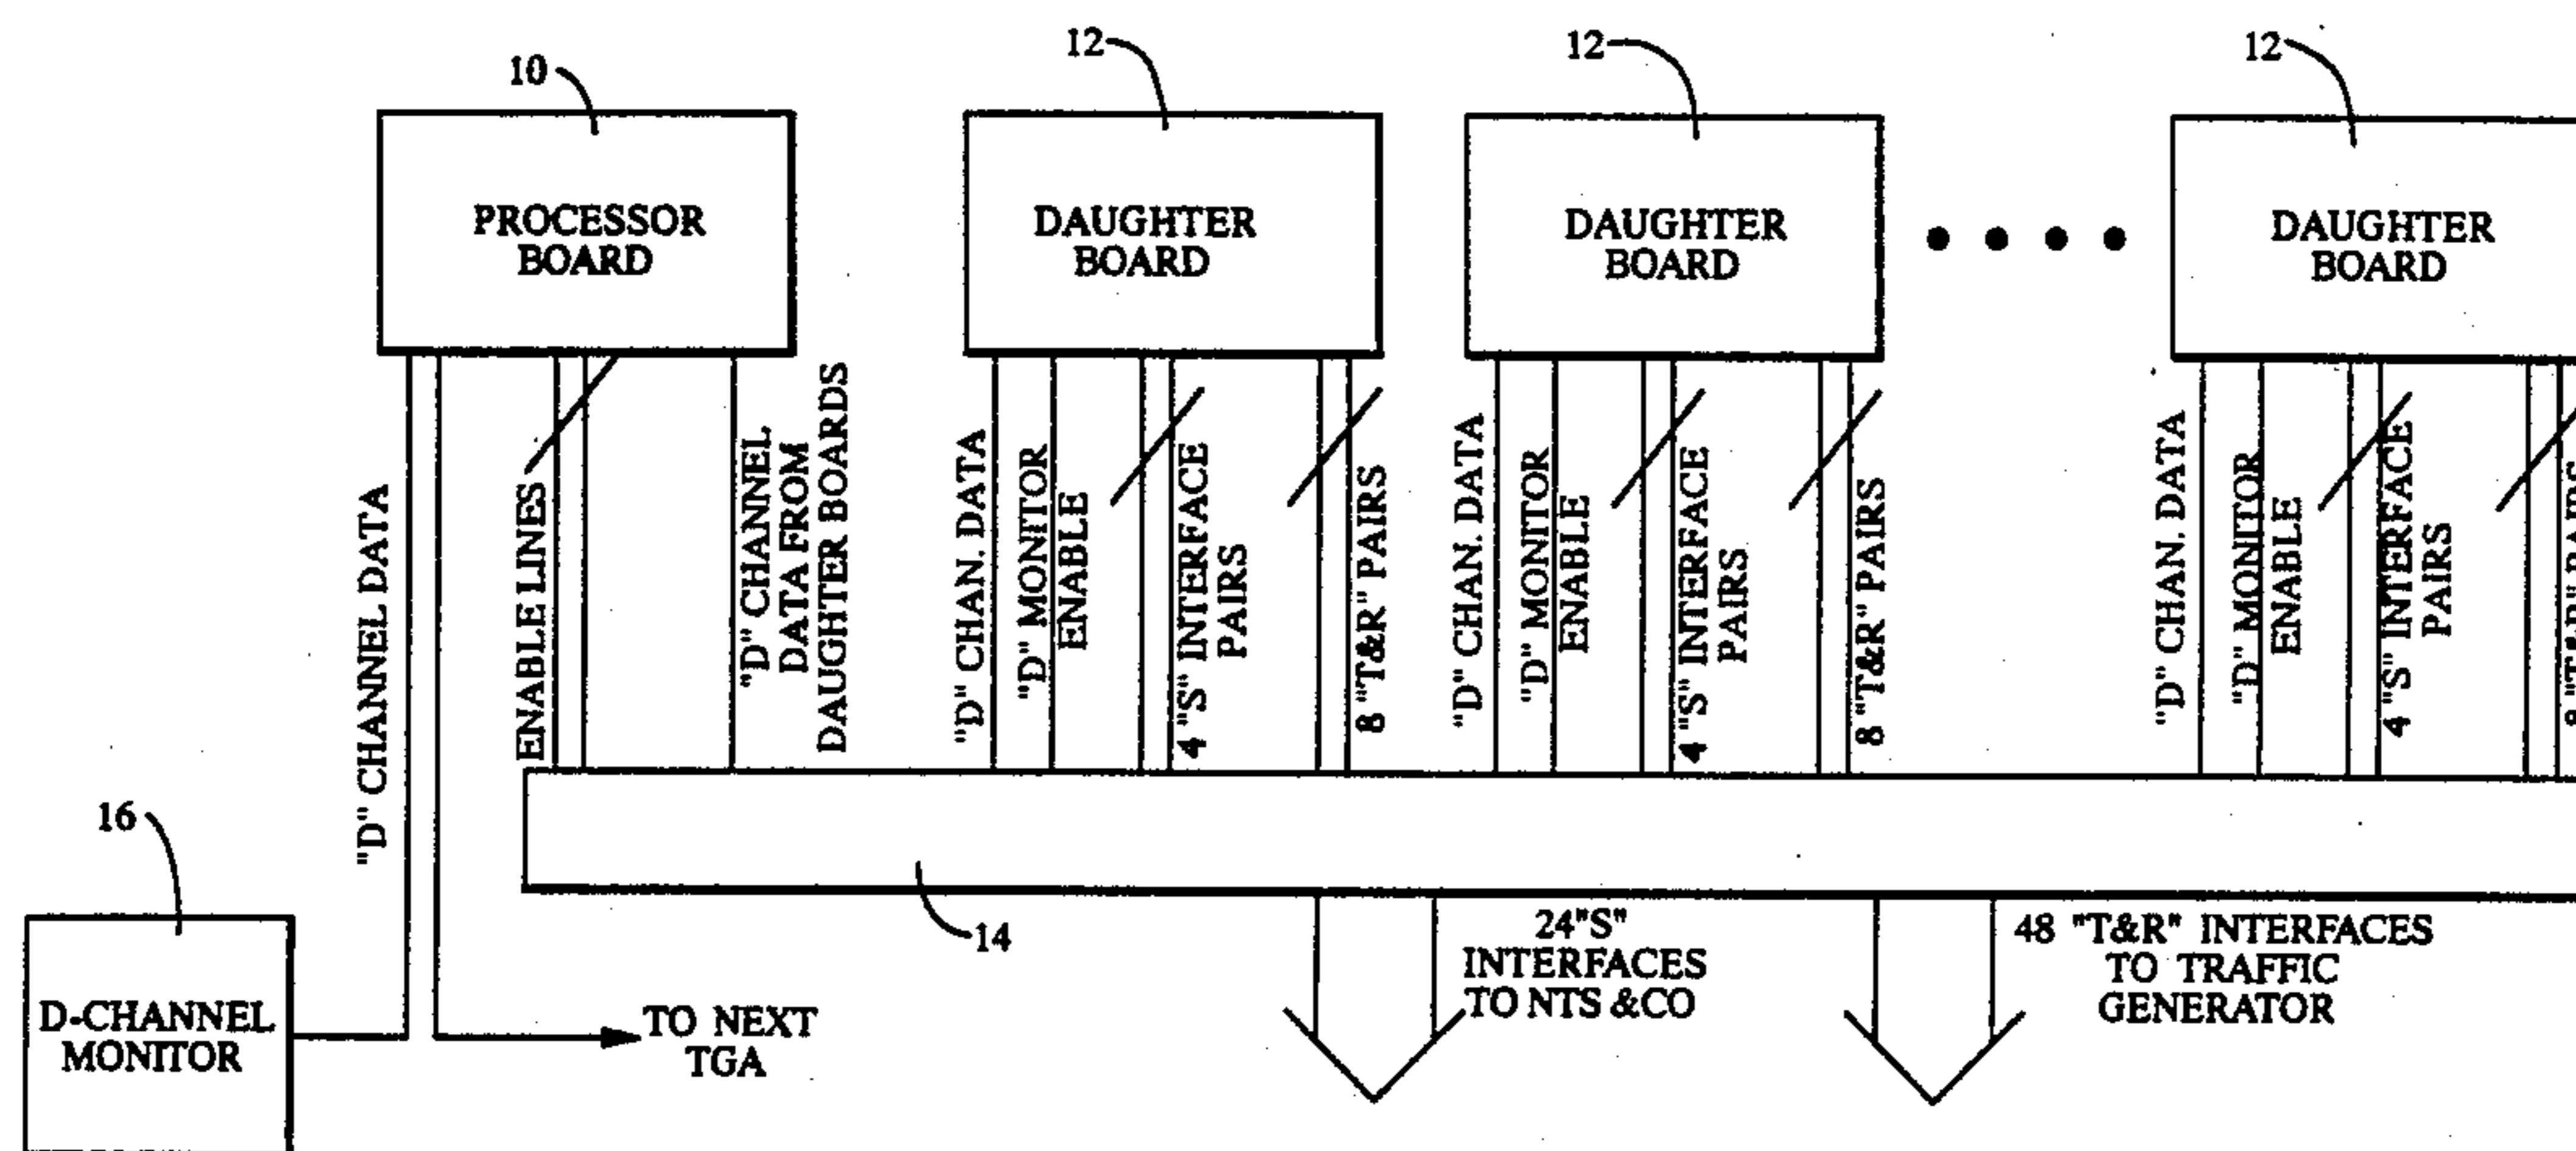 10
12
12
12
PROCESSOR
BOARD
DAUGHTER
BOARD
DAUGHTER
BOARD
DAUGHTER
BOARD
"D" CHANNEL DATA
ENABLE LINES
"D" CHANNEL
DATA FROM
DAUGHTER BOARDS
"D" CHAN. DATA
"D" MONITOR
ENABLE
4 "S" INTERFACE
PAIRS
8 "T&R" PAIRS
"D" CHAN. DATA
"D" MONITOR
ENABLE
4 "S" INTERFACE
PAIRS
8 "T&R" PAIRS
"D" CHAN. DATA
"D" MONITOR
ENABLE
4 "S" INTERFACE
PAIRS
16
14
D-CHANNEL
MONITOR
TO NEXT
TGA
24"S"
INTERFACES
TO NTS &CO
48 "T&R" INTERFACES
TO TRAFFIC
GENERATOR